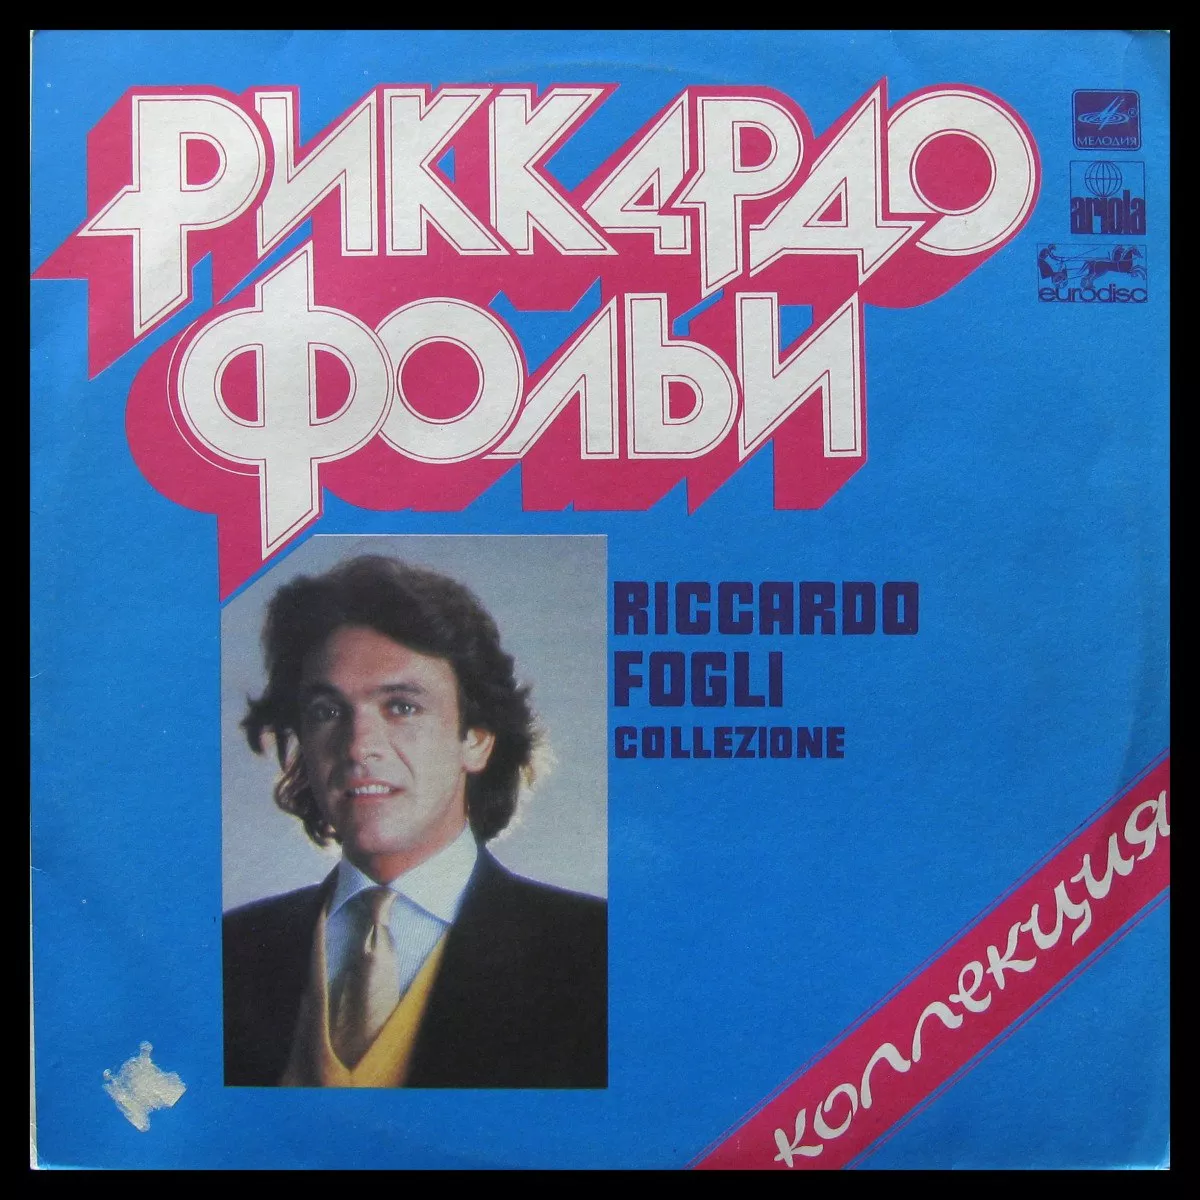 РИККАРДО
ФОЛЬИ
МЕЛОДИЯ
ariola
eurodisc
RICCARDO
FOGLI
COLLEZIONE
коллекция